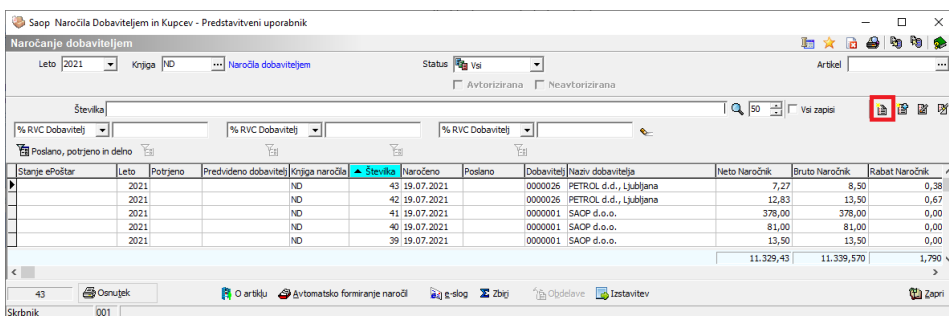 Saop Naročila Dobaviteljem in Kupcev - Predstavitveni uporabnik
Naročanje dobaviteljem
Leto 2021 Knjiga ND ... Naročila dobaviteljem Status Vsi Artikel ...
Avtorizirana Neavtorizirana
Številka 50 Vsi zapisi
% RVC Dobavitelj % RVC Dobavitelj % RVC Dobavitelj
Poslano, potrjeno in delno
Stanje ePoštar Leto Potrjeno Predvideno dobavitelj Knjiga naročila Številka Naročeno Poslano Dobavitelj Naziv dobavitelja Neto Naročnik Bruto Naročnik Rabat Naročnik
2021 ND 43 19.07.2021 0000026 PETROL d.d., Ljubljana 7,27 8,50 0,38
2021 ND 42 19.07.2021 0000026 PETROL d.d., Ljubljana 12,83 13,50 0,67
2021 ND 41 19.07.2021 0000001 SAOP d.o.o. 378,00 378,00 0,00
2021 ND 40 19.07.2021 0000001 SAOP d.o.o. 81,00 81,00 0,00
2021 ND 39 19.07.2021 0000001 SAOP d.o.o. 13,50 13,50 0,00
11.329,43 11.339,570 1,790
43 Osnutek O artiklu Avtomatsko formiranje naročil e-slog Zbirj Obdelave Izstavitev Zapri
Skrbnik 001